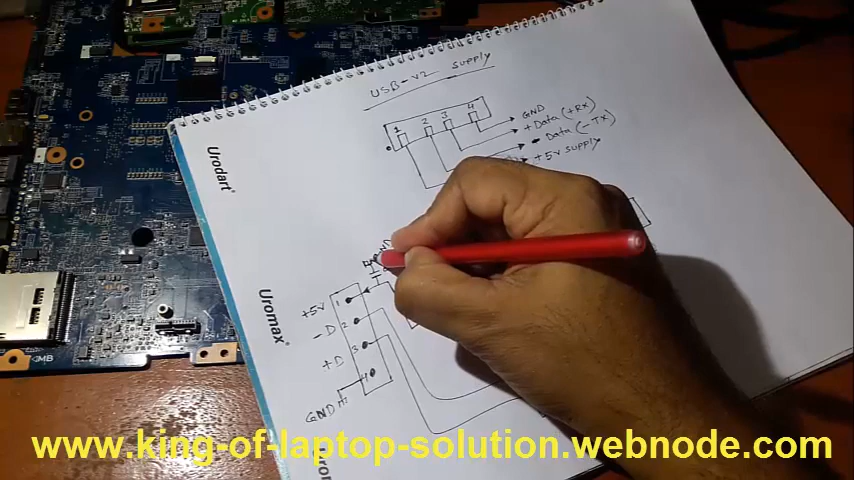 USB-V2 supply
1 2 3 4
GND
+Data (+Rx)
Data (-Tx)
+5V supply
Urodart®
Uromax®
+5V 1
-D 2
+D 3
GND 4
KIMB
www.king-of-laptop-solution.webnode.com